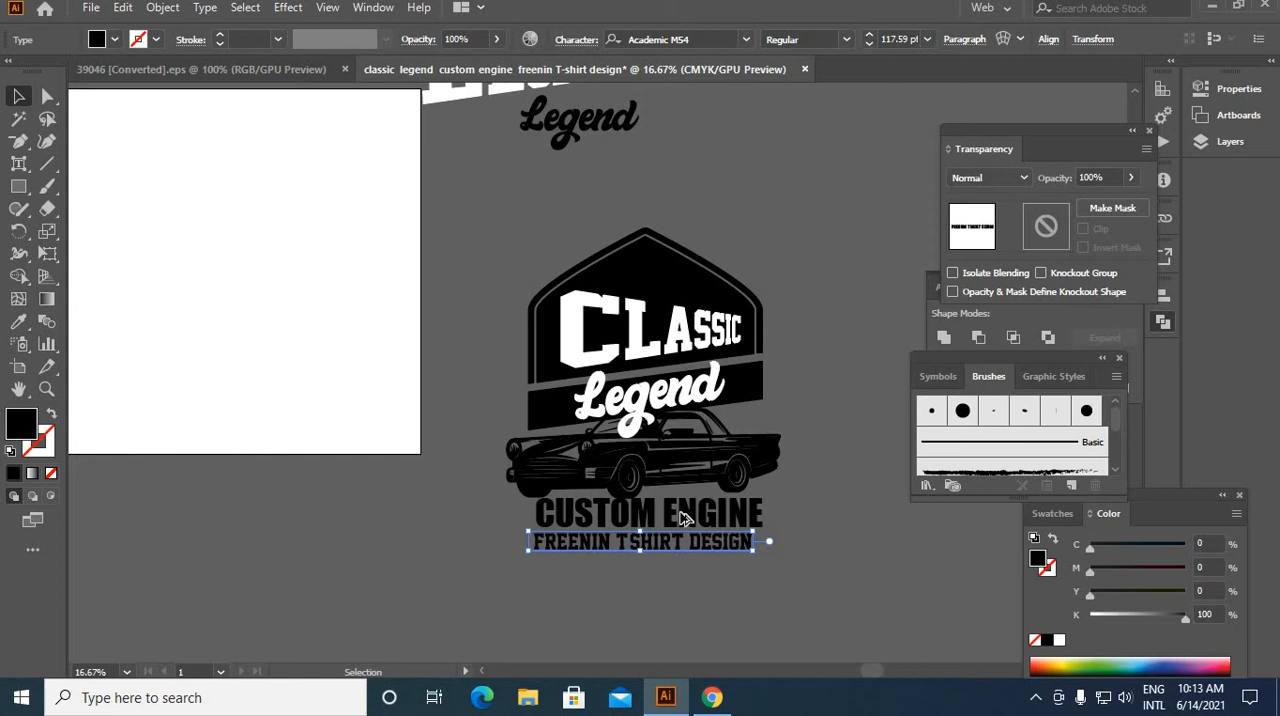 Ai File Edit Object Type Select Effect View Window Help Web Search Adobe Stock
Type Stroke: Opacity: 100% Character: Academic M54 Regular 117.59 pt Paragraph Align Transform
39046 [Converted].eps @ 100% (RGB/GPU Preview) classic legend custom engine freenin T-shirt design* @ 16.67% (CMYK/GPU Preview)
Legend
Properties
Artboards
Layers
Transparency
Normal Opacity: 100%
FREENIN TSHIRT DESIGN
Make Mask
Clip
Invert Mask
Isolate Blending Knockout Group
Opacity & Mask Define Knockout Shape
Shape Modes:
Expand
CLASSIC
Legend
CUSTOM ENGINE
FREENIN TSHIRT DESIGN
Symbols Brushes Graphic Styles
Basic
Swatches Color
C 0 %
M 0 %
Y 0 %
K 100 %
16.67% 1 Selection
Type here to search
Ai
ENG
INTL
10:13 AM
6/14/2021